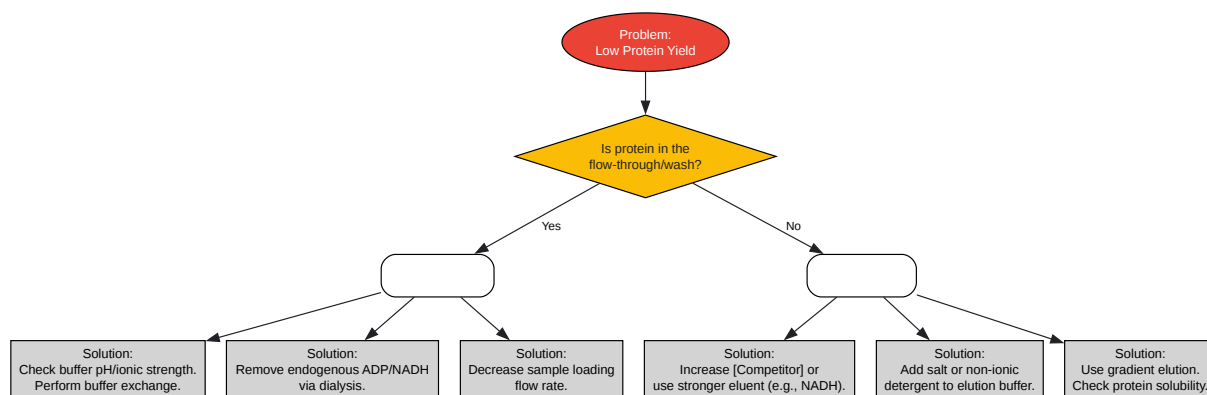 Problem:
Low Protein Yield
Is protein in the
flow-through/wash?
Yes
No
Solution:
Check buffer pH/ionic strength.
Perform buffer exchange.
Solution:
Remove endogenous ADP/NADH
via dialysis.
Solution:
Decrease sample loading
flow rate.
Solution:
Increase [Competitor] or
use stronger eluent (e.g., NADH).
Solution:
Add salt or non-ionic
detergent to elution buffer.
Solution:
Use gradient elution.
Check protein solubility.